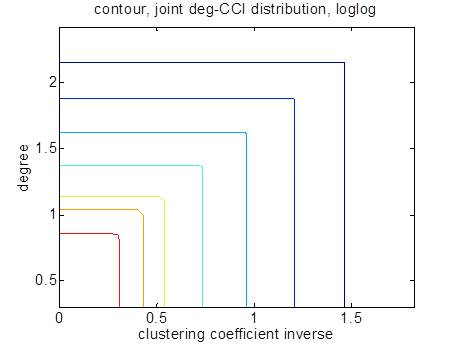 contour, joint deg-CCI distribution, loglog
2
1.5
1
0.5
degree
0 0.5 1 1.5
clustering coefficient inverse